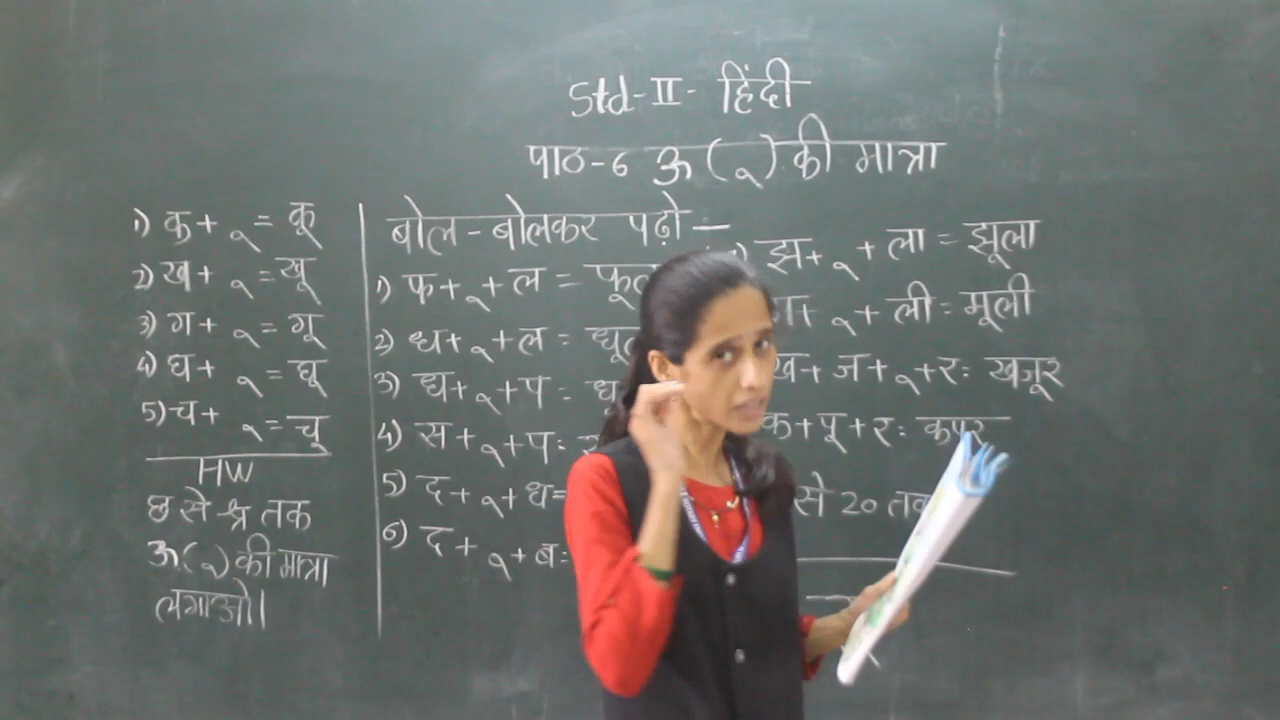 Std-II- हिंदी
पाठ-6 ऊ (ू) की मात्रा
1) क+ ू = कू
2) ख+ ू = खू
3) ग+ ू = गू
4) घ+ ू = घू
5) च+ ू = चू
HW
छ से श्र तक
ऊ(ू) की मात्रा
लगाओ।
बोल-बोलकर पढ़ो —
1) फ+ ू +ल = फूल
2) ध+ ू +ल = धूल
3) ध+ ू +प = धू
4) स+ ू +प =
5) द+ ू +ध =
6) द+ ू +ब =
झ+ ू + ला = झूला
ू + ली = मूली
ख+ ज+ ू +र = खजूर
क+पू+र = कपूर
से 20 तक